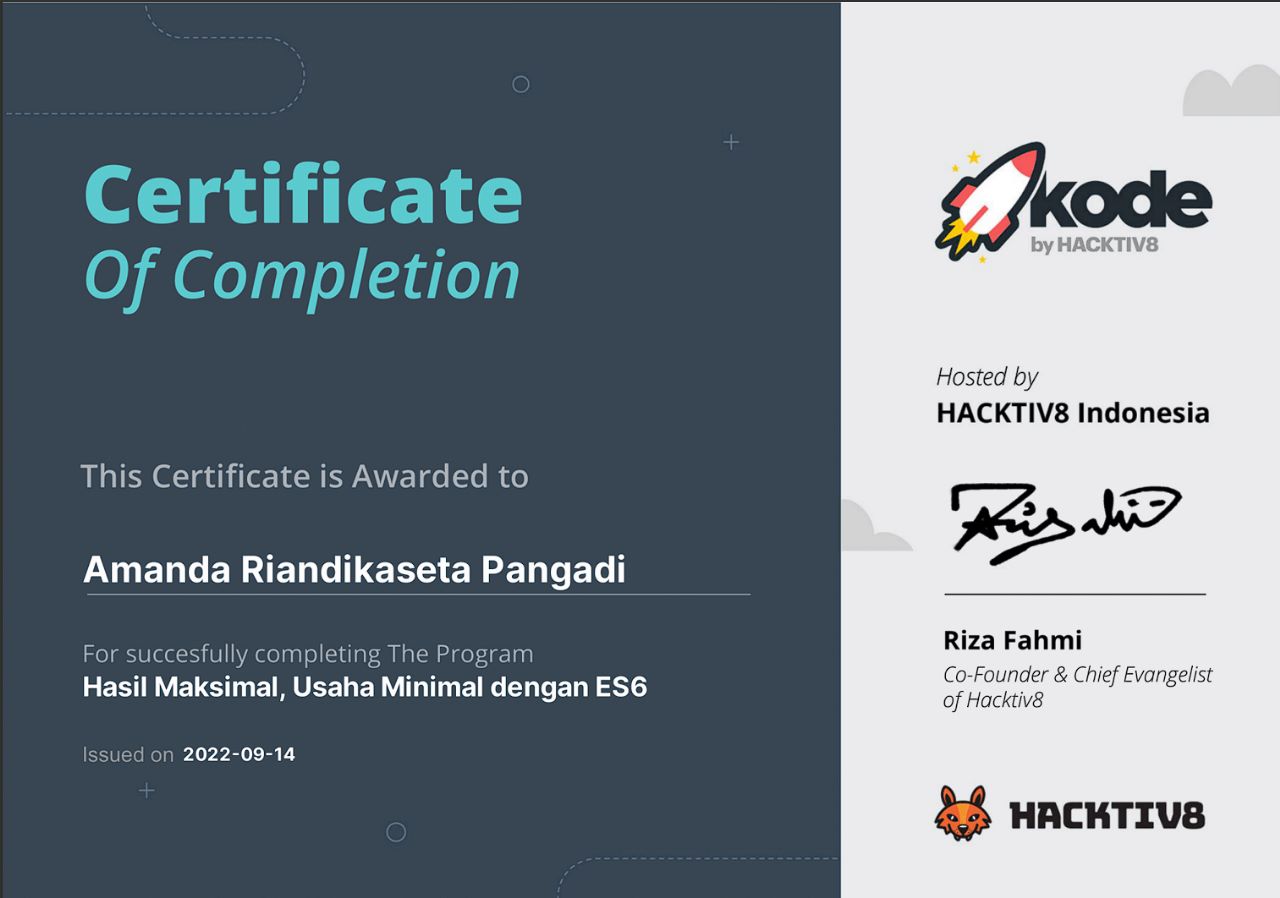 Certificate
Of Completion
This Certificate is Awarded to
Amanda Riandikaseta Pangadi
For succesfully completing The Program
Hasil Maksimal, Usaha Minimal dengan ES6
Issued on 2022-09-14
kode
by HACKTIV8
Hosted by
HACKTIV8 Indonesia
Riza Fahmi
Co-Founder & Chief Evangelist
of Hacktiv8
HACKTIV8